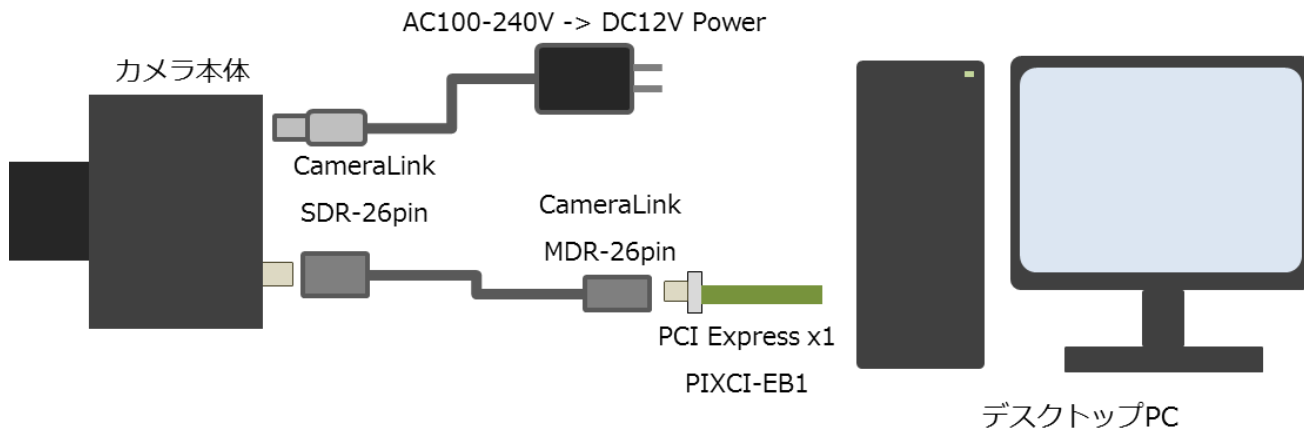 AC100-240V -> DC12V Power
カメラ本体
CameraLink
SDR-26pin
CameraLink
MDR-26pin
PCI Express x1
PIXCI-EB1
デスクトップPC